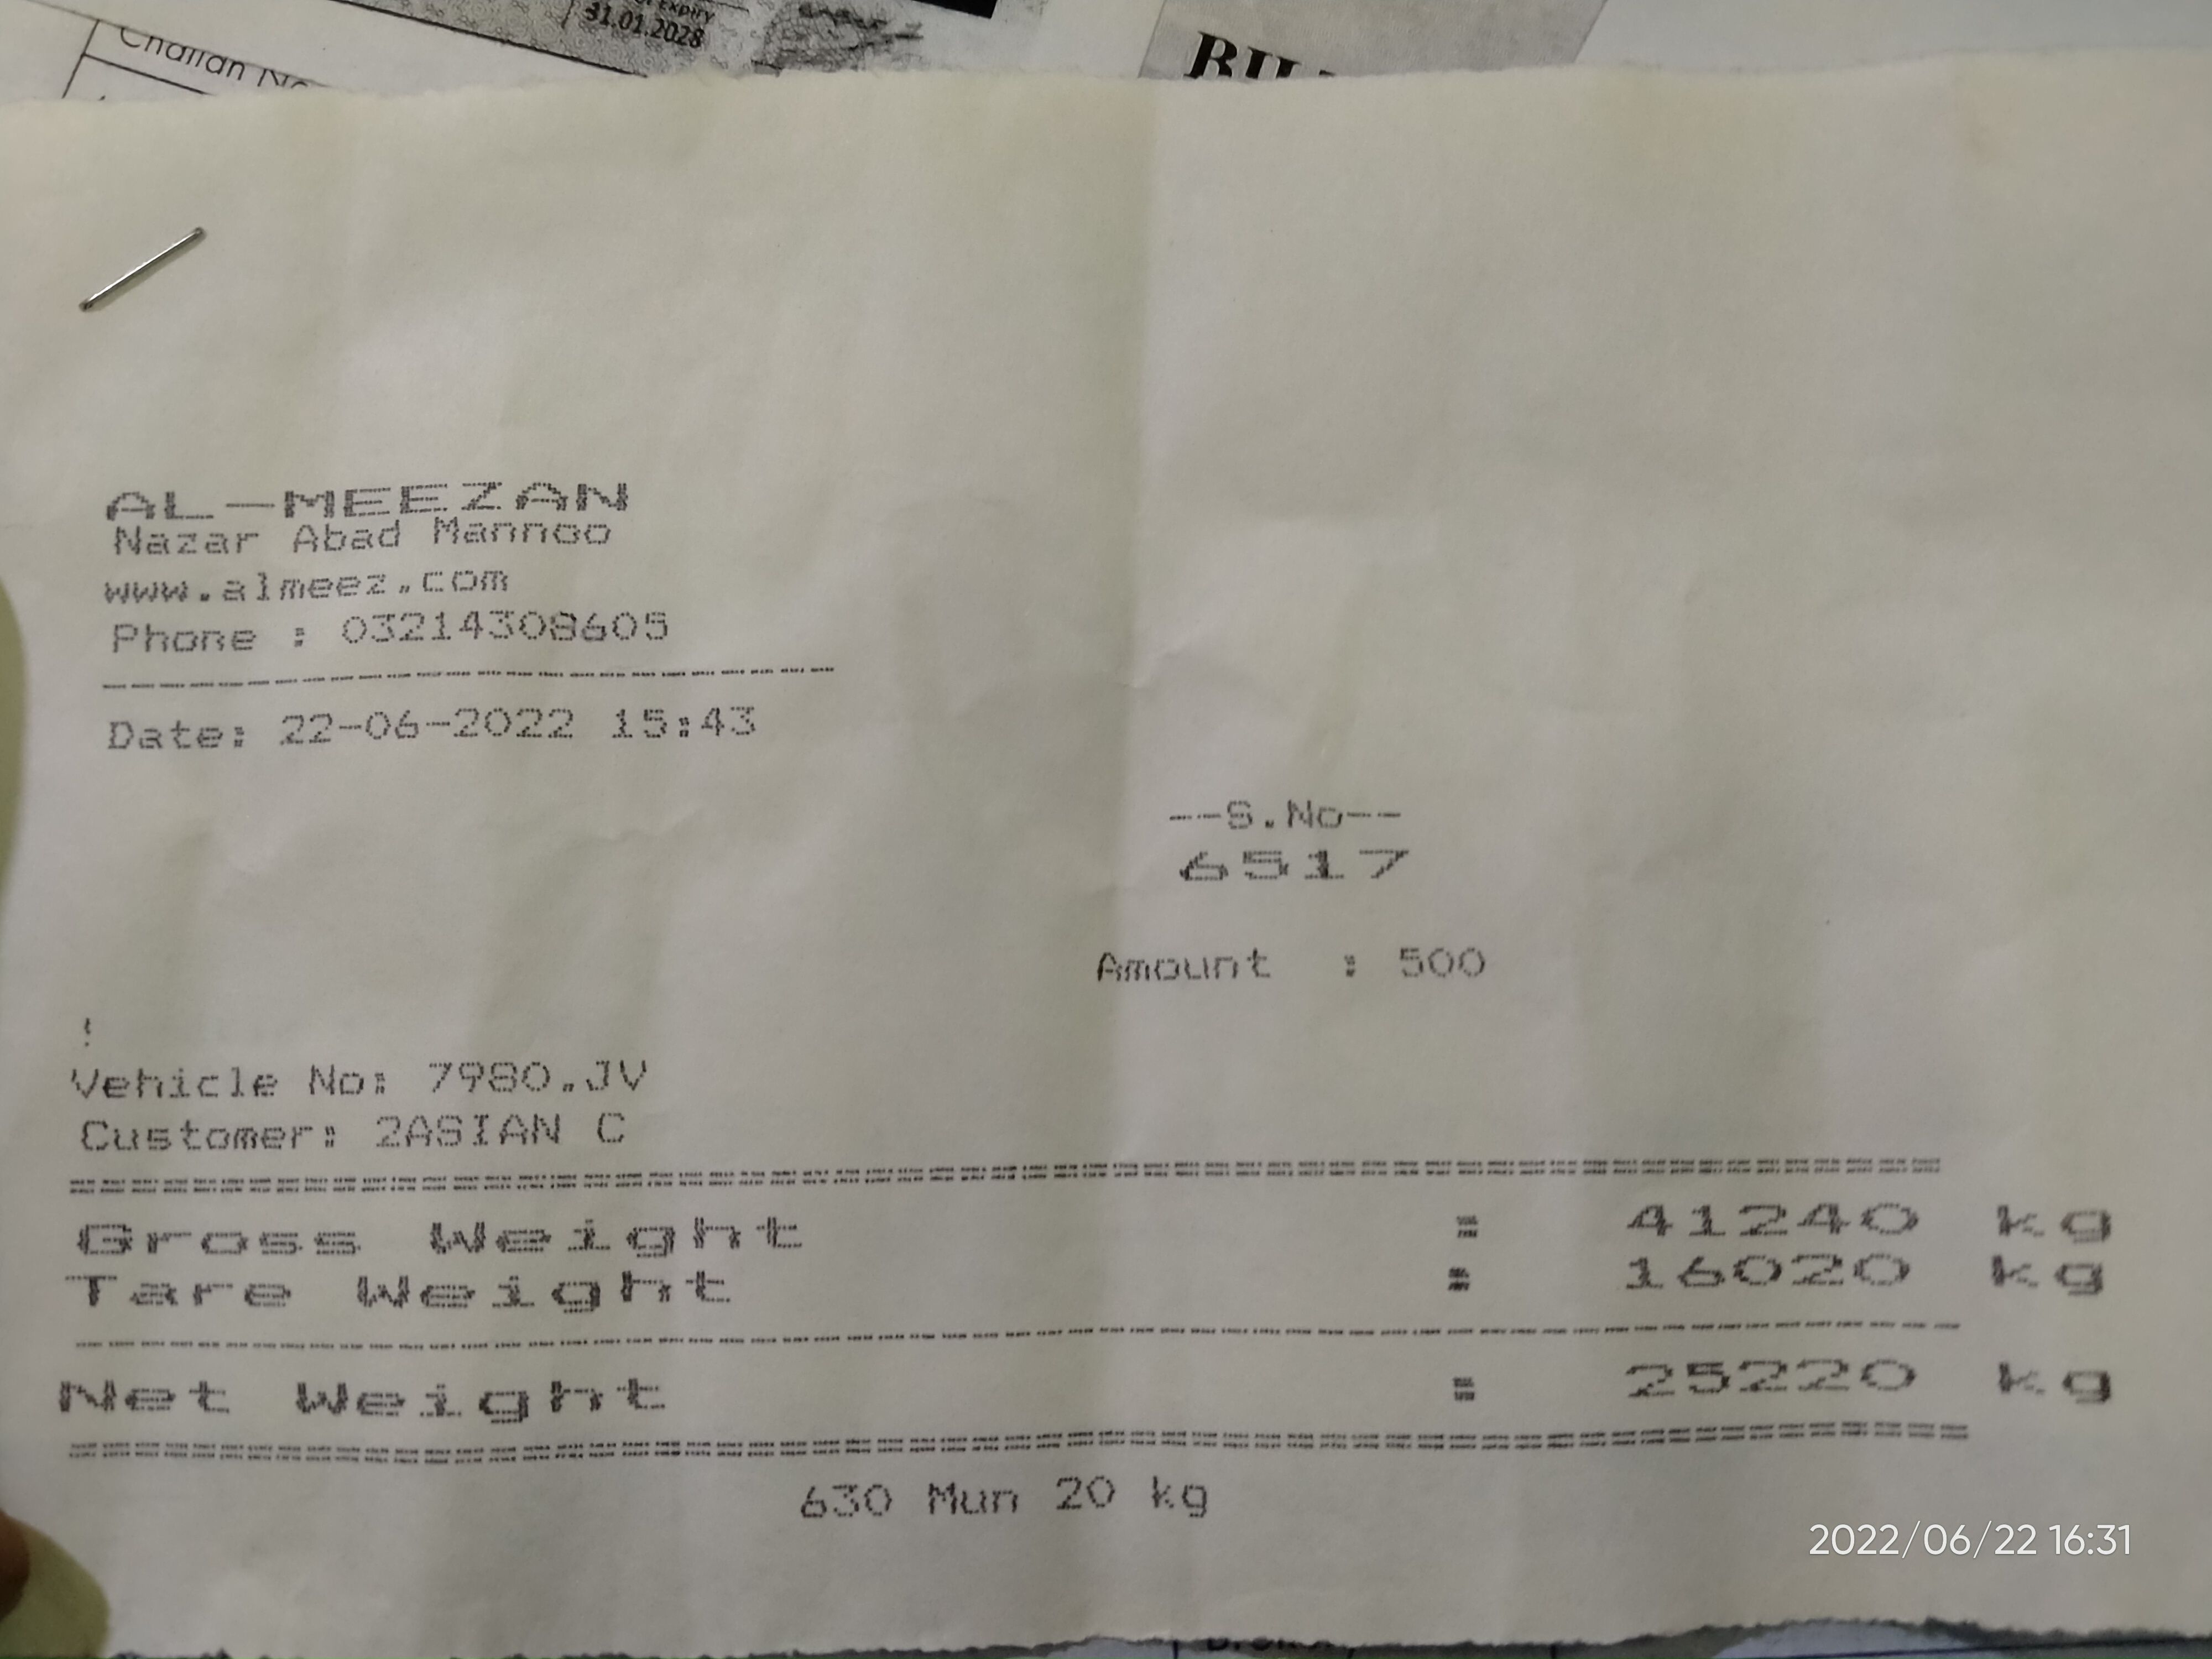 Challan No
Expiry
31.01.2028
AL-MEEZAN
Nazar Abad Mannoo
www.almeez.com
Phone : 03214308605
Date: 22-06-2022 15:43
--S.No--
6517
Amount : 500
!
Vehicle No: 7980.JV
Customer: 2ASIAN C
Gross Weight : 41240 kg
Tare Weight : 16020 kg
Net Weight : 25220 kg
630 Mun 20 kg
2022/06/22 16:31